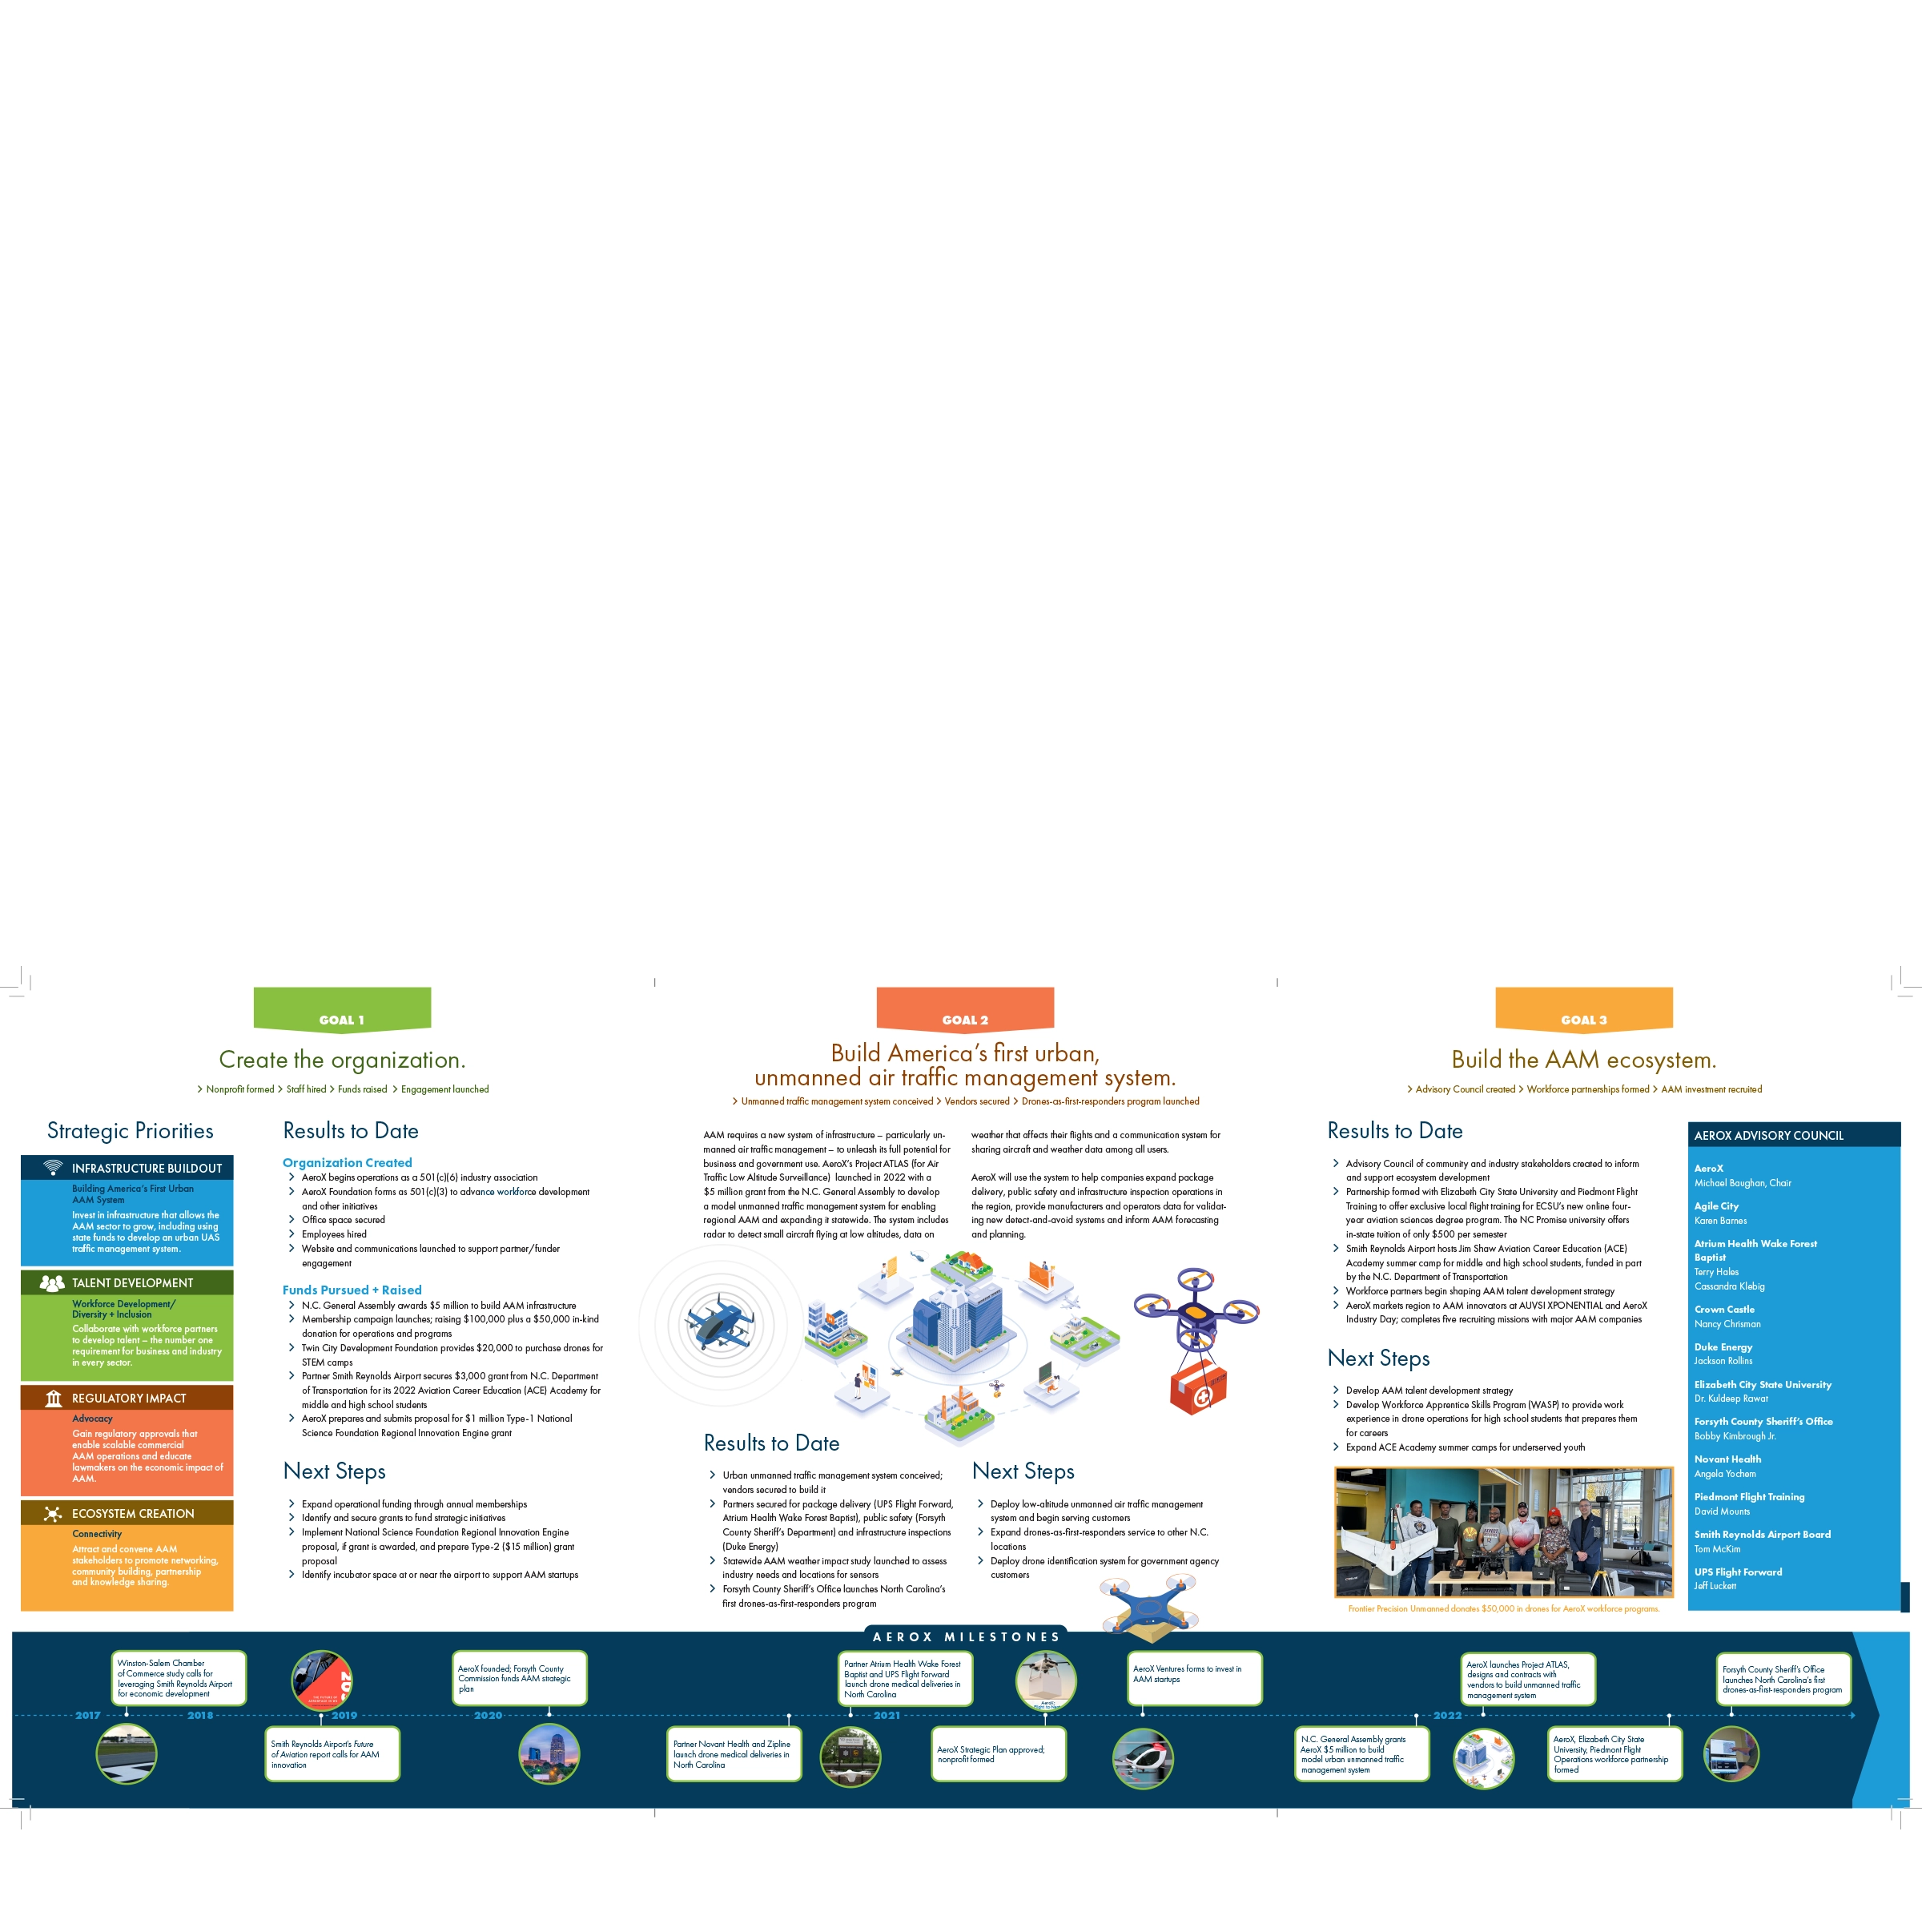 GOAL 1
Create the organization.
> Nonprofit formed > Staff hired > Funds raised > Engagement launched
Strategic Priorities
INFRASTRUCTURE BUILDOUT
Building America's First Urban
AAM System
Invest in infrastructure that allows the
AAM sector to grow, including using
state funds to develop an urban UAS
traffic management system.
TALENT DEVELOPMENT
Workforce Development/
Diversity + Inclusion
Collaborate with workforce partners
to develop talent – the number one
requirement for business and industry
in every sector.
REGULATORY IMPACT
Advocacy
Gain regulatory approvals that
enable scalable commercial
AAM operations and educate
lawmakers on the economic impact of
AAM.
ECOSYSTEM CREATION
Connectivity
Attract and convene AAM
stakeholders to promote networking,
community building, partnership
and knowledge sharing.
Results to Date
Organization Created
> AeroX begins operations as a 501(c)(6) industry association
> AeroX Foundation forms as 501(c)(3) to advance workforce development
and other initiatives
> Office space secured
> Employees hired
> Website and communications launched to support partner/funder
engagement
Funds Pursued + Raised
> N.C. General Assembly awards $5 million to build AAM infrastructure
> Membership campaign launches; raising $100,000 plus a $50,000 in-kind
donation for operations and programs
> Twin City Development Foundation provides $20,000 to purchase drones for
STEM camps
> Partner Smith Reynolds Airport secures $3,000 grant from N.C. Department
of Transportation for its 2022 Aviation Career Education (ACE) Academy for
middle and high school students
> AeroX prepares and submits proposal for $1 million Type-1 National
Science Foundation Regional Innovation Engine grant
Next Steps
> Expand operational funding through annual memberships
> Identify and secure grants to fund strategic initiatives
> Implement National Science Foundation Regional Innovation Engine
proposal, if grant is awarded, and prepare Type-2 ($15 million) grant
proposal
> Identify incubator space at or near the airport to support AAM startups
GOAL 2
Build America's first urban,
unmanned air traffic management system.
> Unmanned traffic management system conceived > Vendors secured > Drones-as-first-responders program launched
AAM requires a new system of infrastructure – particularly un-
manned air traffic management – to unleash its full potential for
business and government use. AeroX's Project ATLAS (for Air
Traffic Low Altitude Surveillance) launched in 2022 with a
$5 million grant from the N.C. General Assembly to develop
a model unmanned traffic management system for enabling
regional AAM and expanding it statewide. The system includes
radar to detect small aircraft flying at low altitudes, data on
weather that affects their flights and a communication system for
sharing aircraft and weather data among all users.
AeroX will use the system to help companies expand package
delivery, public safety and infrastructure inspection operations in
the region, provide manufacturers and operators data for validat-
ing new detect-and-avoid systems and inform AAM forecasting
and planning.
Results to Date
> Urban unmanned traffic management system conceived;
vendors secured to build it
> Partners secured for package delivery (UPS Flight Forward,
Atrium Health Wake Forest Baptist), public safety (Forsyth
County Sheriff's Department) and infrastructure inspections
(Duke Energy)
> Statewide AAM weather impact study launched to assess
industry needs and locations for sensors
> Forsyth County Sheriff's Office launches North Carolina's
first drones-as-first-responders program
Next Steps
> Deploy low-altitude unmanned air traffic management
system and begin serving customers
> Expand drones-as-first-responders service to other N.C.
locations
> Deploy drone identification system for government agency
customers
GOAL 3
Build the AAM ecosystem.
> Advisory Council created > Workforce partnerships formed > AAM investment recruited
Results to Date
> Advisory Council of community and industry stakeholders created to inform
and support ecosystem development
> Partnership formed with Elizabeth City State University and Piedmont Flight
Training to offer exclusive local flight training for ECSU's new online four-
year aviation sciences degree program. The NC Promise university offers
in-state tuition of only $500 per semester
> Smith Reynolds Airport hosts Jim Shaw Aviation Career Education (ACE)
Academy summer camp for middle and high school students, funded in part
by the N.C. Department of Transportation
> Workforce partners begin shaping AAM talent development strategy
> AeroX markets region to AAM innovators at AUVSI XPONENTIAL and AeroX
Industry Day; completes five recruiting missions with major AAM companies
Next Steps
> Develop AAM talent development strategy
> Develop Workforce Apprentice Skills Program (WASP) to provide work
experience in drone operations for high school students that prepares them
for careers
> Expand ACE Academy summer camps for underserved youth
Frontier Precision Unmanned donates $50,000 in drones for AeroX workforce programs.
AEROX ADVISORY COUNCIL
AeroX
Michael Baughan, Chair
Agile City
Karen Barnes
Atrium Health Wake Forest
Baptist
Terry Hales
Cassandra Klebig
Crown Castle
Nancy Chrisman
Duke Energy
Jackson Rollins
Elizabeth City State University
Dr. Kuldeep Rawat
Forsyth County Sheriff's Office
Bobby Kimbrough Jr.
Novant Health
Angela Yochem
Piedmont Flight Training
David Mounts
Smith Reynolds Airport Board
Tom McKim
UPS Flight Forward
Jeff Luckett
AEROX MILESTONES
2017
Winston-Salem Chamber
of Commerce study calls for
leveraging Smith Reynolds Airport
for economic development
2018
Smith Reynolds Airport's Future
of Aviation report calls for AAM
innovation
2019
2020
AeroX founded; Forsyth County
Commission funds AAM strategic
plan
Partner Novant Health and Zipline
launch drone medical deliveries in
North Carolina
Partner Atrium Health Wake Forest
Baptist and UPS Flight Forward
launch drone medical deliveries in
North Carolina
2021
AeroX Strategic Plan approved;
nonprofit formed
AeroX Ventures forms to invest in
AAM startups
N.C. General Assembly grants
AeroX $5 million to build
model urban unmanned traffic
management system
2022
AeroX launches Project ATLAS,
designs and contracts with
vendors to build unmanned traffic
management system
AeroX, Elizabeth City State
University, Piedmont Flight
Operations workforce partnership
formed
Forsyth County Sheriff's Office
launches North Carolina's first
drones-as-first-responders program